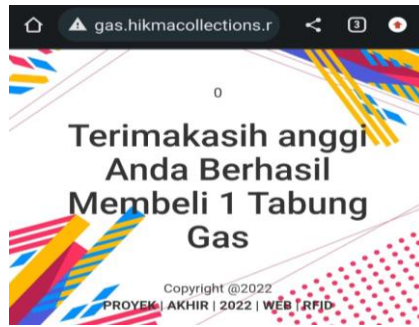 gas.hikmacollections.r
3
0
Terimakasih anggi
Anda Berhasil
Membeli 1 Tabung
Gas
Copyright @2022
PROYEK | AKHIR | 2022 | WEB | RFID